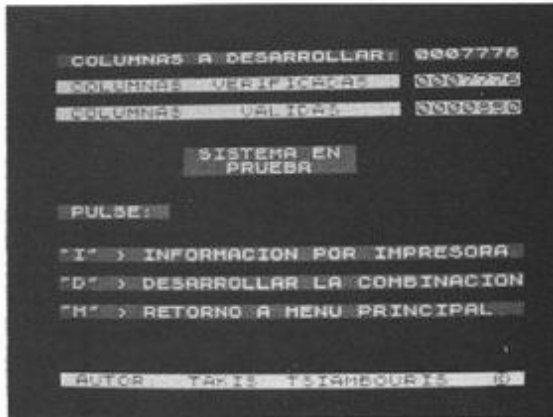 COLUMNAS A DESARROLLAR: 0007776
COLUMNAS VERIFICADAS 0007776
COLUMNAS VALIDAS 0000890
SISTEMA EN
PRUEBA
PULSE:
"I" > INFORMACION POR IMPRESORA
"D" > DESARROLLAR LA COMBINACION
"M" > RETORNO A MENU PRINCIPAL
AUTOR TAKIS TSIAMBOURIS ©